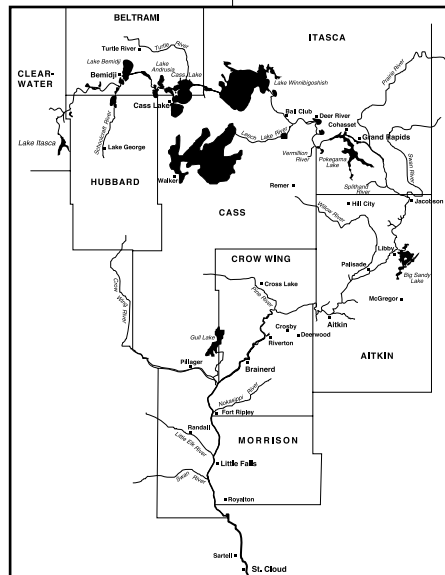 BELTRAMI
ITASCA
Turtle River
Turtle River
Lake Bemidji
Lake Andrusia
Cass Lake
Bemidji
CLEAR-
WATER
Lake Winnibigoshish
Prairie River
Cass Lake
Ball Club
Deer River
Cohasset
Schoolcraft River
Leech Lake River
Grand Rapids
Lake Itasca
Lake George
Vermillion River
Pokegama Lake
Swan River
Walker
Remer
Splithand River
HUBBARD
Hill City
Jacobson
Willow River
CASS
Libby
CROW WING
Palisade
Big Sandy Lake
Crow Wing River
Cross Lake
Pine River
McGregor
Aitkin
Gull Lake
Crosby
Deerwood
Riverton
AITKIN
Pillager
Brainerd
Nokasippi River
Fort Ripley
Randall
MORRISON
Little Elk River
Little Falls
Swan River
Royalton
Sartell
St. Cloud